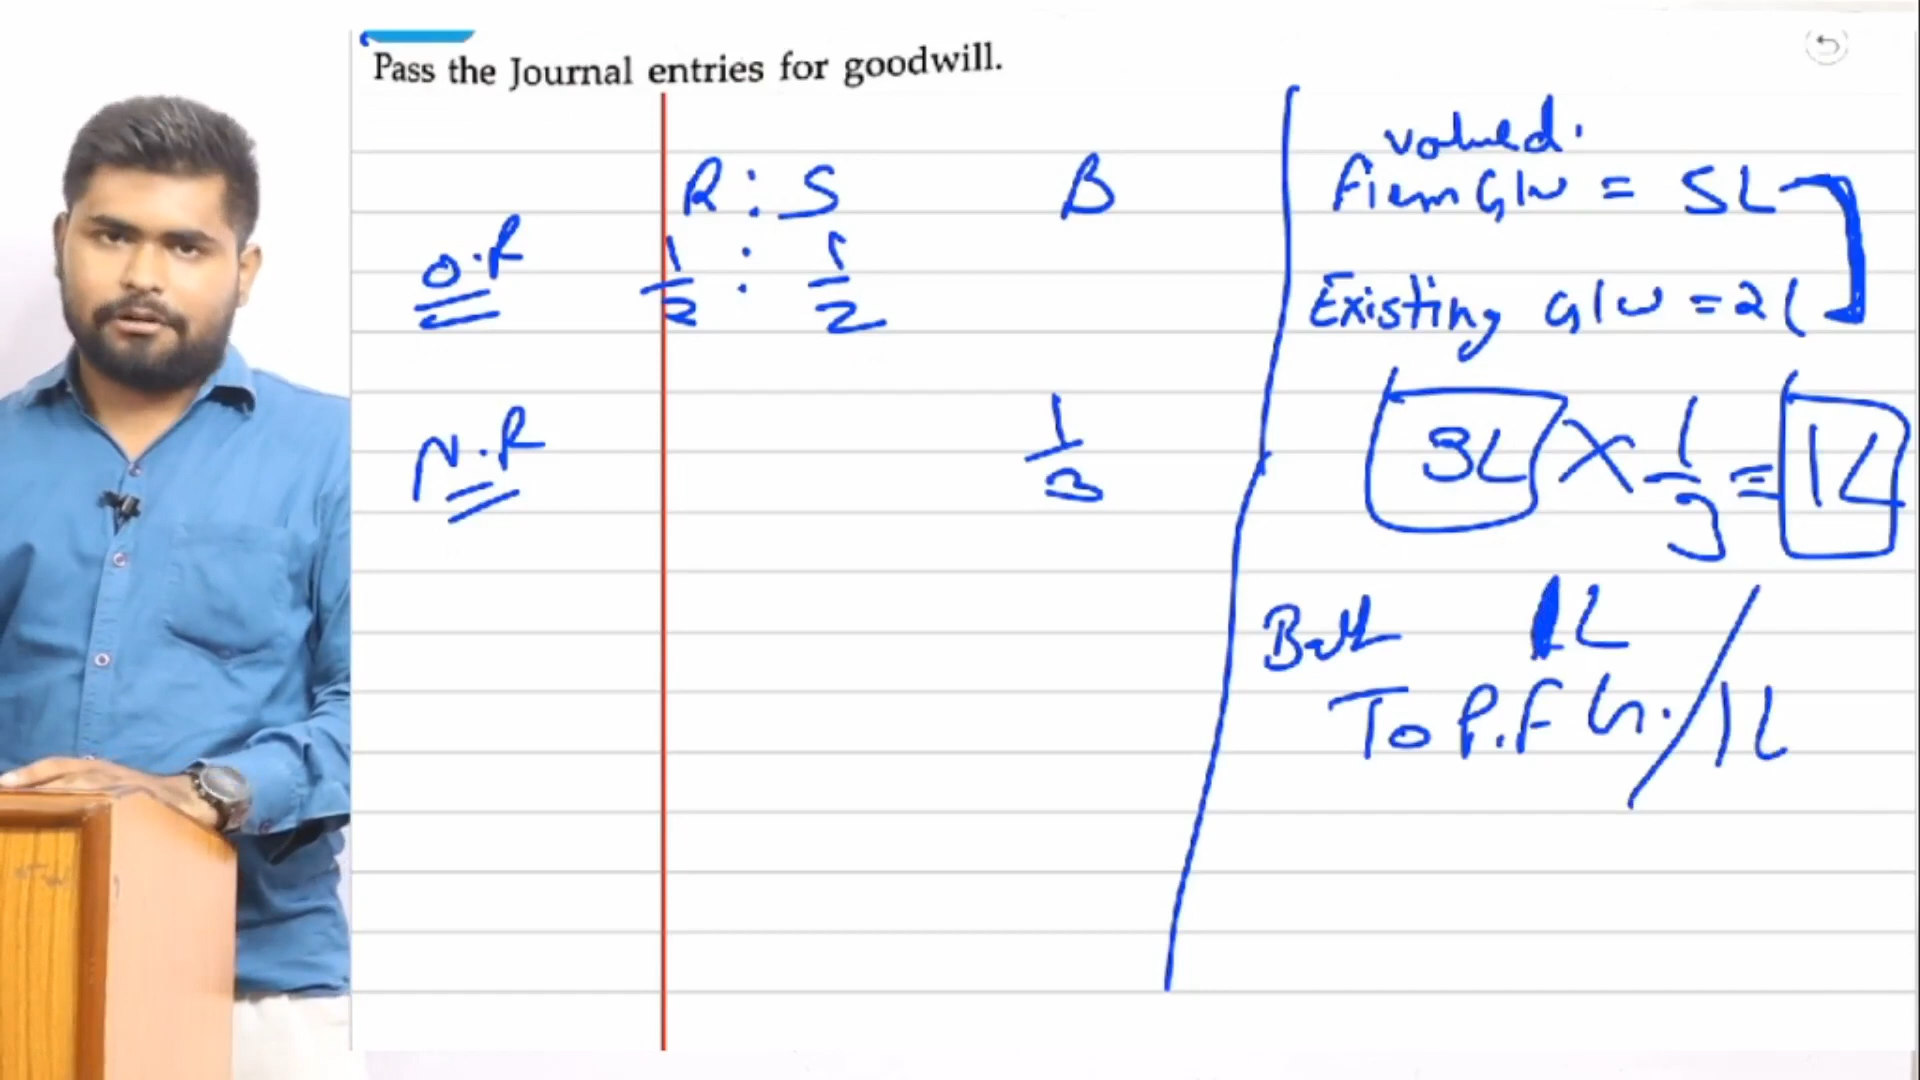 Pass the Journal entries for goodwill.
R : S B
O.R 1/2 : 1/2
N.R 1/3
valued.
Firm G/w = 5L
Existing G/w = 2L
3L × 1/3 = 1L
1L
To P.F G. / 1L